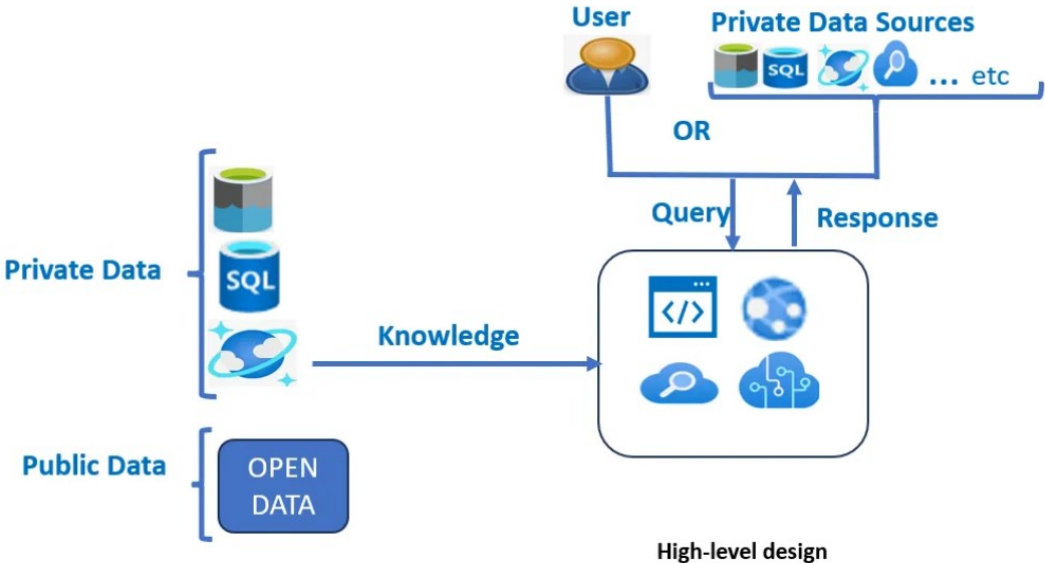 User
Private Data Sources
SQL
... etc
OR
Query
Response
Private Data
SQL
</>
Knowledge
Public Data
OPEN
DATA
High-level design